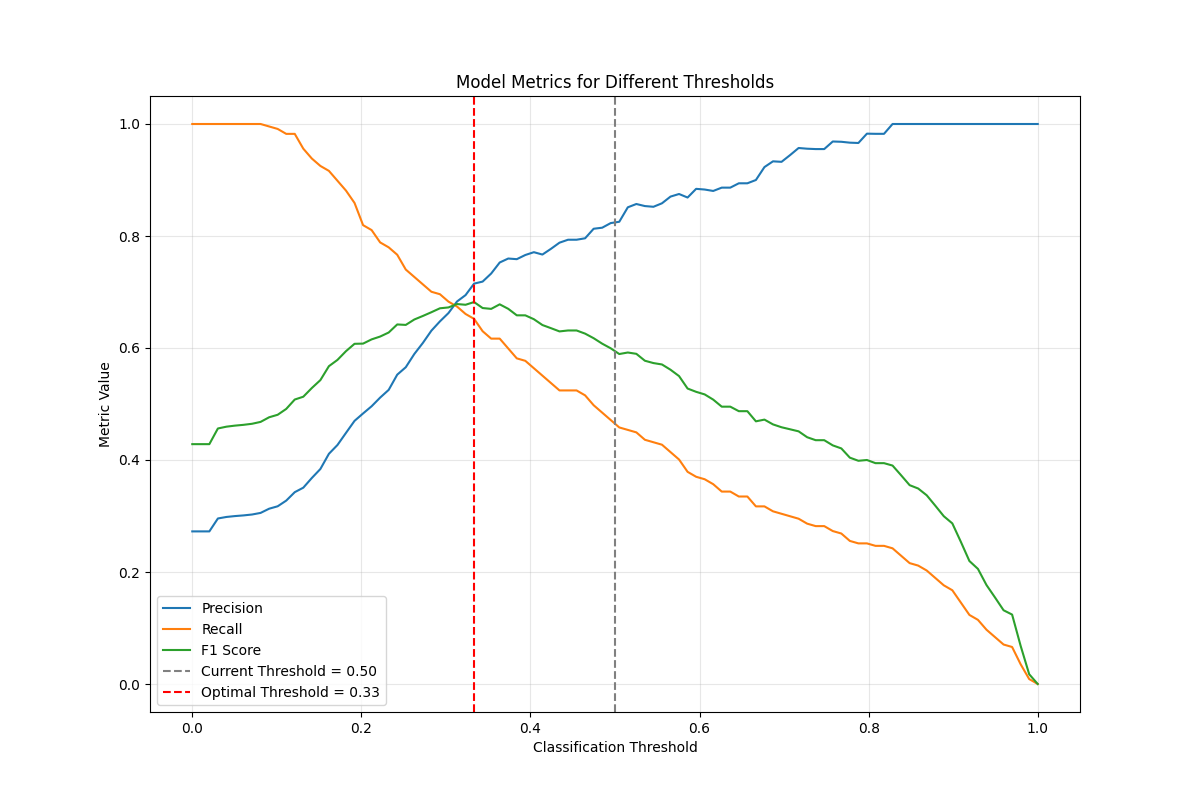 Model Metrics for Different Thresholds
Metric Value
1.0
0.8
0.6
0.4
0.2
0.0
Precision
Recall
F1 Score
Current Threshold = 0.50
Optimal Threshold = 0.33
0.0 0.2 0.4 0.6 0.8 1.0
Classification Threshold